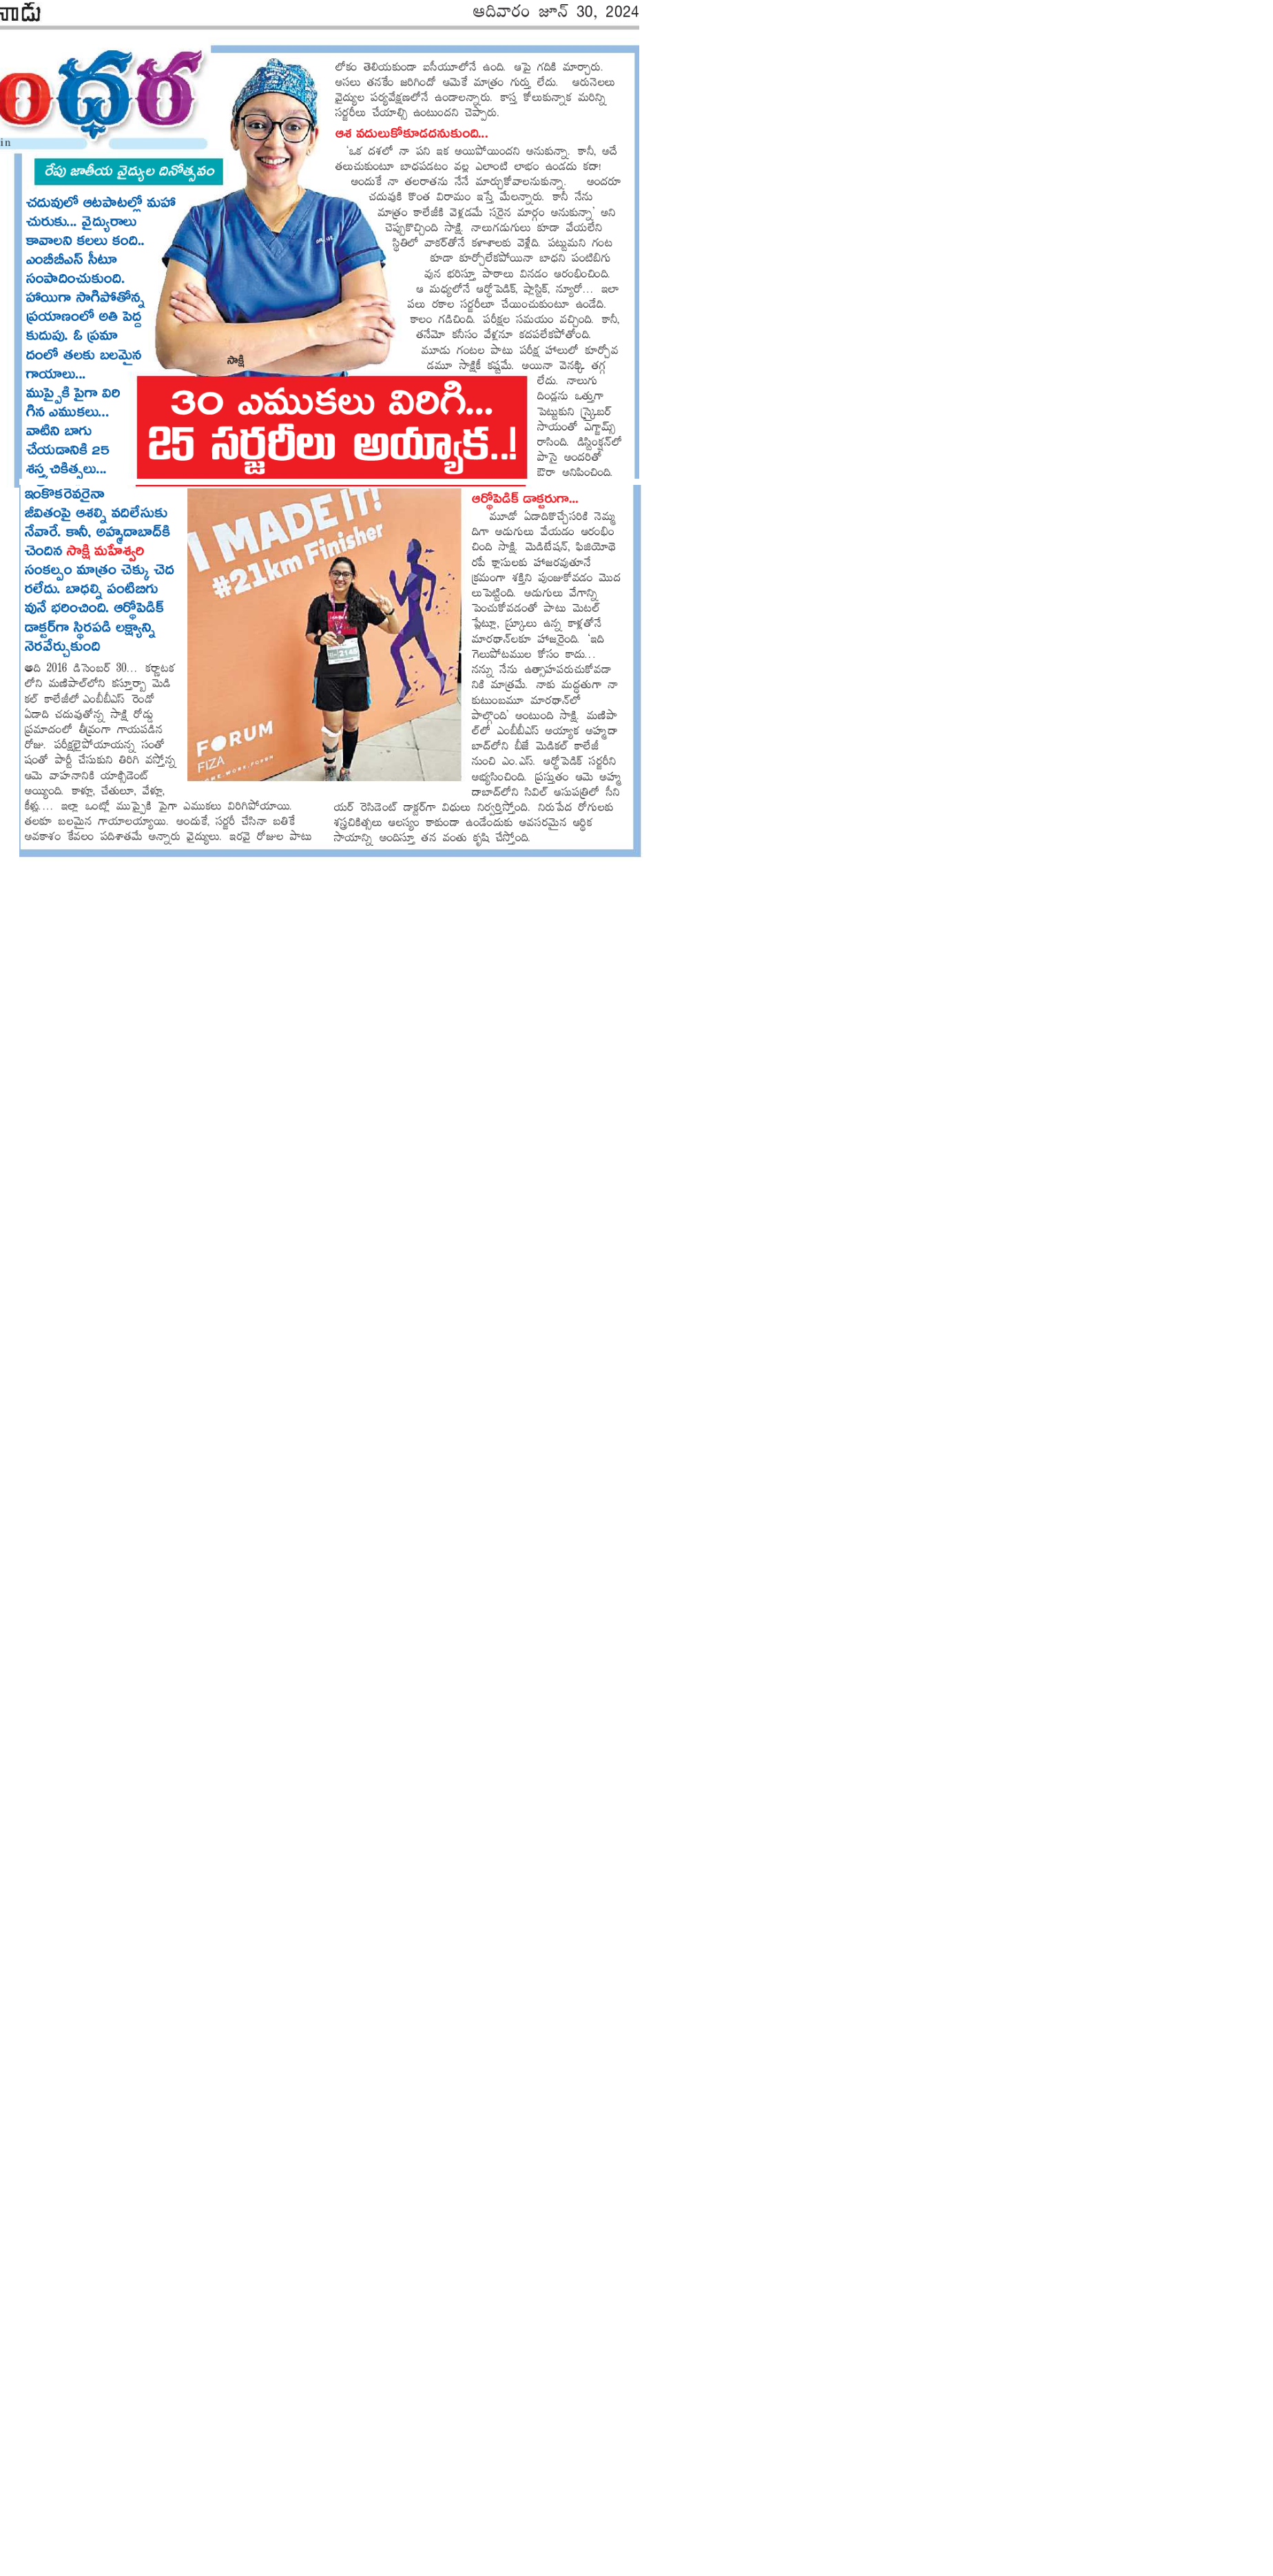 నాడు
ఆదివారం జూన్ 30, 2024
ంధర
in
రేపు జాతీయ వైద్యుల దినోత్సవం
చదువులో ఆటపాటల్లో మహా
చురుకు... వైద్యురాలు
కావాలని కలలు కంది..
ఎంబీబీఎస్ సీటూ
సంపాదించుకుంది.
హాయిగా సాగిపోతోన్న
ప్రయాణంలో అతి పెద్ద
కుదుపు. ఓ ప్రమా
దంలో తలకు బలమైన
గాయాలు...
ముప్ఫైకి పైగా విరి
గిన ఎముకలు...
వాటిని బాగు
చేయడానికి 25
శస్త్ర చికిత్సలు...
ఇంకొకరెవరైనా
జీవితంపై ఆశల్ని వదిలేసుకు
నేవారే. కానీ, అహ్మదాబాద్‌కి
చెందిన సాక్షి మహేశ్వరి
సంకల్పం మాత్రం చెక్కు చెద
రలేదు. బాధల్ని పంటిబిగు
వునే భరించింది. ఆర్థోపెడిక్
డాక్టర్‌గా స్థిరపడి లక్ష్యాన్ని
నెరవేర్చుకుంది
సాక్షి
30 ఎముకలు విరిగి...
25 సర్జరీలు అయ్యాక..!
అది 2016 డిసెంబర్ 30... కర్ణాటక
లోని మణిపాల్‌లోని కస్తూర్బా మెడి
కల్ కాలేజీలో ఎంబీబీఎస్ రెండో
ఏడాది చదువుతోన్న సాక్షి రోడ్డు
ప్రమాదంలో తీవ్రంగా గాయపడిన
రోజు. పరీక్షలైపోయాయన్న సంతో
షంతో పార్టీ చేసుకుని తిరిగి వస్తోన్న
ఆమె వాహనానికి యాక్సిడెంట్
అయ్యింది. కాళ్లూ, చేతులూ, వేళ్లూ,
కీళ్లు.... ఇల్లా ఒంట్లో ముప్ఫైకి పైగా ఎముకలు విరిగిపోయాయి.
తలకూ బలమైన గాయాలయ్యాయి. అందుకే, సర్జరీ చేసినా బతికే
అవకాశం కేవలం పదిశాతమే అన్నారు వైద్యులు. ఇరవై రోజుల పాటు
లోకం తెలియకుండా ఐసీయూలోనే ఉంది. ఆపై గదికి మార్చారు.
అసలు తనకేం జరిగిందో ఆమెకే మాత్రం గుర్తు లేదు. ఆరునెలలు
వైద్యుల పర్యవేక్షణలోనే ఉండాలన్నారు. కాస్త కోలుకున్నాక మరిన్ని
సర్జరీలు చేయాల్సి ఉంటుందని చెప్పారు.
ఆశ వదులుకోకూడదనుకుంది...
‘ఒక దశలో నా పని ఇక అయిపోయిందని అనుకున్నా. కానీ, అదే
తలుచుకుంటూ బాధపడటం వల్ల ఎలాంటి లాభం ఉండదు కదా!
అందుకే నా తలరాతను నేనే మార్చుకోవాలనుకున్నా. అందరూ
చదువుకి కొంత విరామం ఇస్తే మేలన్నారు. కానీ నేను
మాత్రం కాలేజీకి వెళ్లడమే సరైన మార్గం అనుకున్నా’ అని
చెప్పుకొచ్చింది సాక్షి. నాలుగడుగులు కూడా వేయలేని
స్థితిలో వాకర్‌తోనే కళాశాలకు వెళ్లేది. పట్టుమని గంట
కూడా కూర్చోలేకపోయినా బాధని పంటిబిగు
వున భరిస్తూ పాఠాలు వినడం ఆరంభించింది.
ఆ మధ్యలోనే ఆర్థోపెడిక్, ప్లాస్టిక్, న్యూరో... ఇలా
పలు రకాల సర్జరీలూ చేయించుకుంటూ ఉండేది.
కాలం గడిచింది. పరీక్షల సమయం వచ్చింది. కానీ,
తనేమో కనీసం వేళ్లనూ కదపలేకపోతోంది.
మూడు గంటల పాటు పరీక్ష హాలులో కూర్చోవ
డమూ సాక్షికి కష్టమే. అయినా వెనక్కి తగ్గ
లేదు. నాలుగు
దిండ్లను ఒత్తుగా
పెట్టుకుని స్క్రైబర్
సాయంతో ఎగ్జామ్స్
రాసింది. డిస్టింక్షన్‌లో
పాసై అందరితో
ఔరా అనిపించింది.
ఆర్థోపెడిక్ డాక్టరుగా...
మూడో ఏడాదికొచ్చేసరికి నెమ్మ
దిగా అడుగులు వేయడం ఆరంభిం
చింది సాక్షి. మెడిటేషన్, ఫిజియోథె
రపీ క్లాసులకు హాజరవుతూనే
క్రమంగా శక్తిని పుంజుకోవడం మొద
లుపెట్టింది. అడుగులు వేగాన్ని
పెంచుకోవడంతో పాటు మెటల్
ప్లేట్లూ, స్క్రూలు ఉన్న కాళ్లతోనే
మారథాన్‌లకూ హాజరైంది. ‘ఇది
గెలుపోటముల కోసం కాదు...
నన్ను నేను ఉత్సాహపరుచుకోవడా
నికి మాత్రమే. నాకు మద్దతుగా నా
కుటుంబమూ మారథాన్‌లో
పాల్గొంది’ అంటుంది సాక్షి. మణిపా
ల్‌లో ఎంబీబీఎస్ అయ్యాక అహ్మదా
బాద్‌లోని బీజే మెడికల్ కాలేజీ
నుంచి ఎం.ఎస్. ఆర్థోపెడిక్ సర్జరీని
అభ్యసించింది. ప్రస్తుతం ఆమె అహ్మ
దాబాద్‌లోని సివిల్ ఆసుపత్రిలో సీని
యర్ రెసిడెంట్ డాక్టర్‌గా విధులు నిర్వర్తిస్తోంది. నిరుపేద రోగులకు
శస్త్రచికిత్సలు ఆలస్యం కాకుండా ఉండేందుకు అవసరమైన ఆర్థిక
సాయాన్ని అందిస్తూ తన వంతు కృషి చేస్తోంది.
I MADE IT!
#21km Finisher
FORUM
FIZA